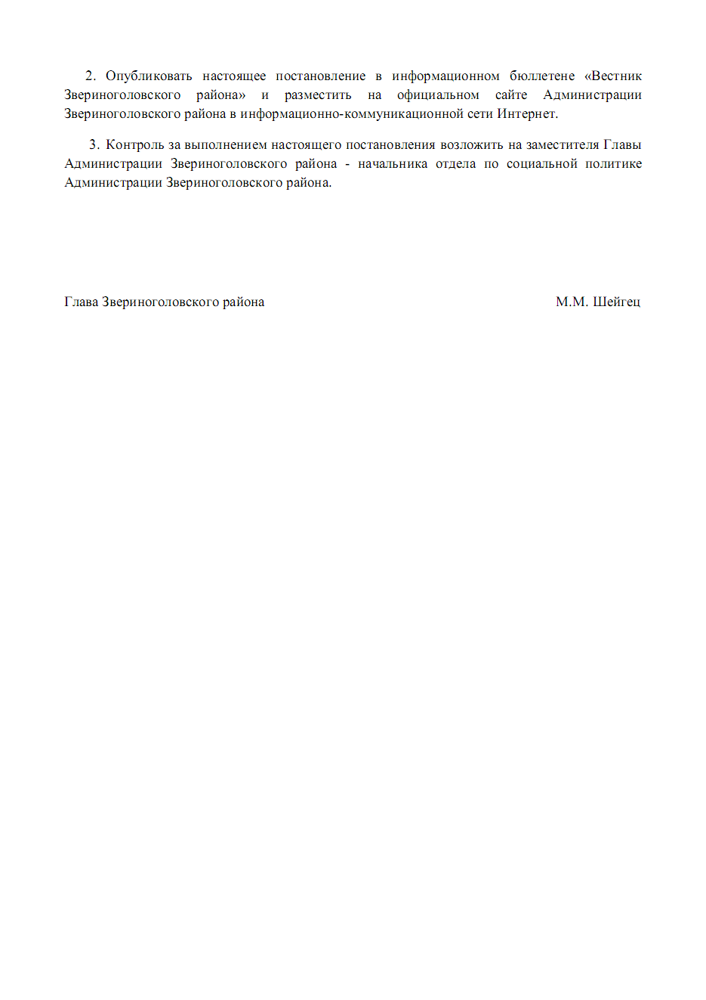 2. Опубликовать настоящее постановление в информационном бюллетене «Вестник
Звериноголовского района» и разместить на официальном сайте Администрации
Звериноголовского района в информационно-коммуникационной сети Интернет.
3. Контроль за выполнением настоящего постановления возложить на заместителя Главы
Администрации Звериноголовского района - начальника отдела по социальной политике
Администрации Звериноголовского района.
Глава Звериноголовского района М.М. Шейгец